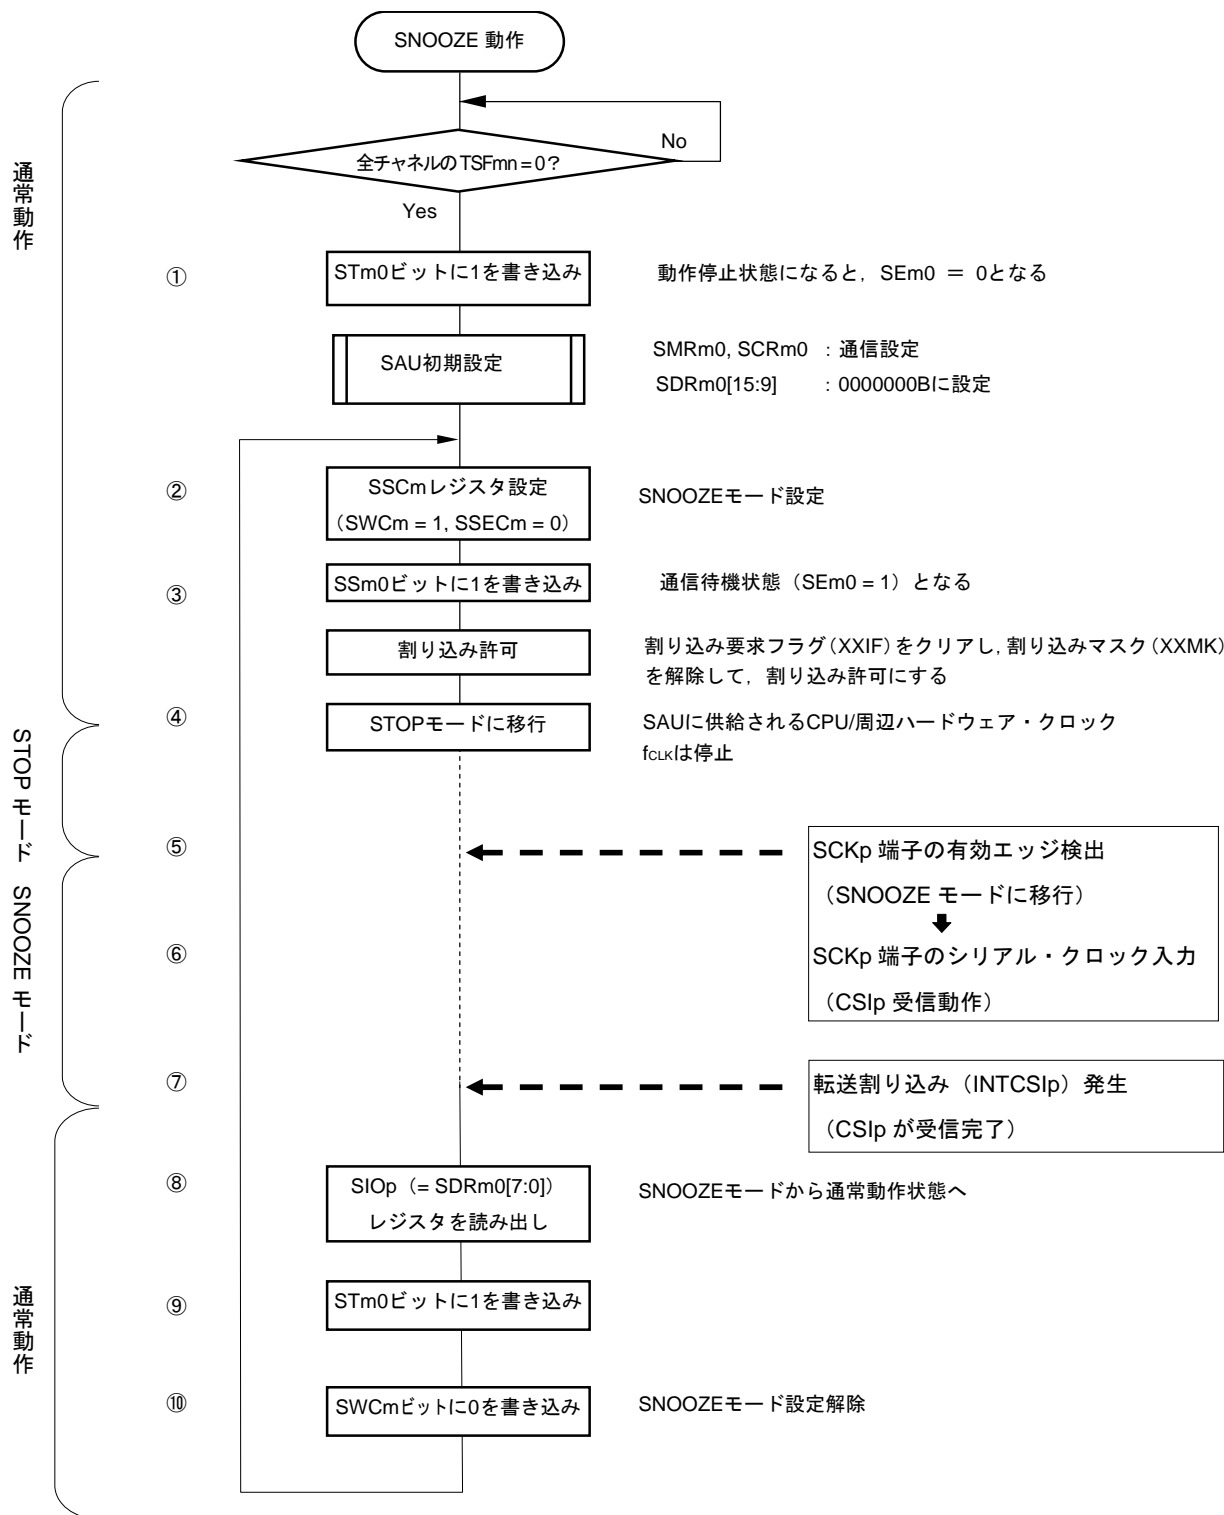 SNOOZE 動作
No
全チャネルの TSFmn = 0？
Yes
通常動作
①
STm0ビットに1を書き込み
動作停止状態になると，SEm0 ＝ 0となる
SAU初期設定
SMRm0, SCRm0 ：通信設定
SDRm0[15:9] ：0000000Bに設定
②
SSCmレジスタ設定
（SWCm = 1, SSECm = 0）
SNOOZEモード設定
③
SSm0ビットに1を書き込み
通信待機状態（SEm0 = 1）となる
割り込み許可
割り込み要求フラグ（XXIF）をクリアし，割り込みマスク（XXMK）
を解除して，割り込み許可にする
④
STOPモードに移行
SAUに供給されるCPU/周辺ハードウェア・クロック
fCLKは停止
STOP モード
⑤
SCKp 端子の有効エッジ検出
（SNOOZE モードに移行）
SNOOZE モード
⑥
SCKp 端子のシリアル・クロック入力
（CSIp 受信動作）
⑦
転送割り込み（INTCSIp）発生
（CSIp が受信完了）
⑧
SIOp（= SDRm0[7:0]）
レジスタを読み出し
SNOOZEモードから通常動作状態へ
通常動作
⑨
STm0ビットに1を書き込み
⑩
SWCmビットに0を書き込み
SNOOZEモード設定解除